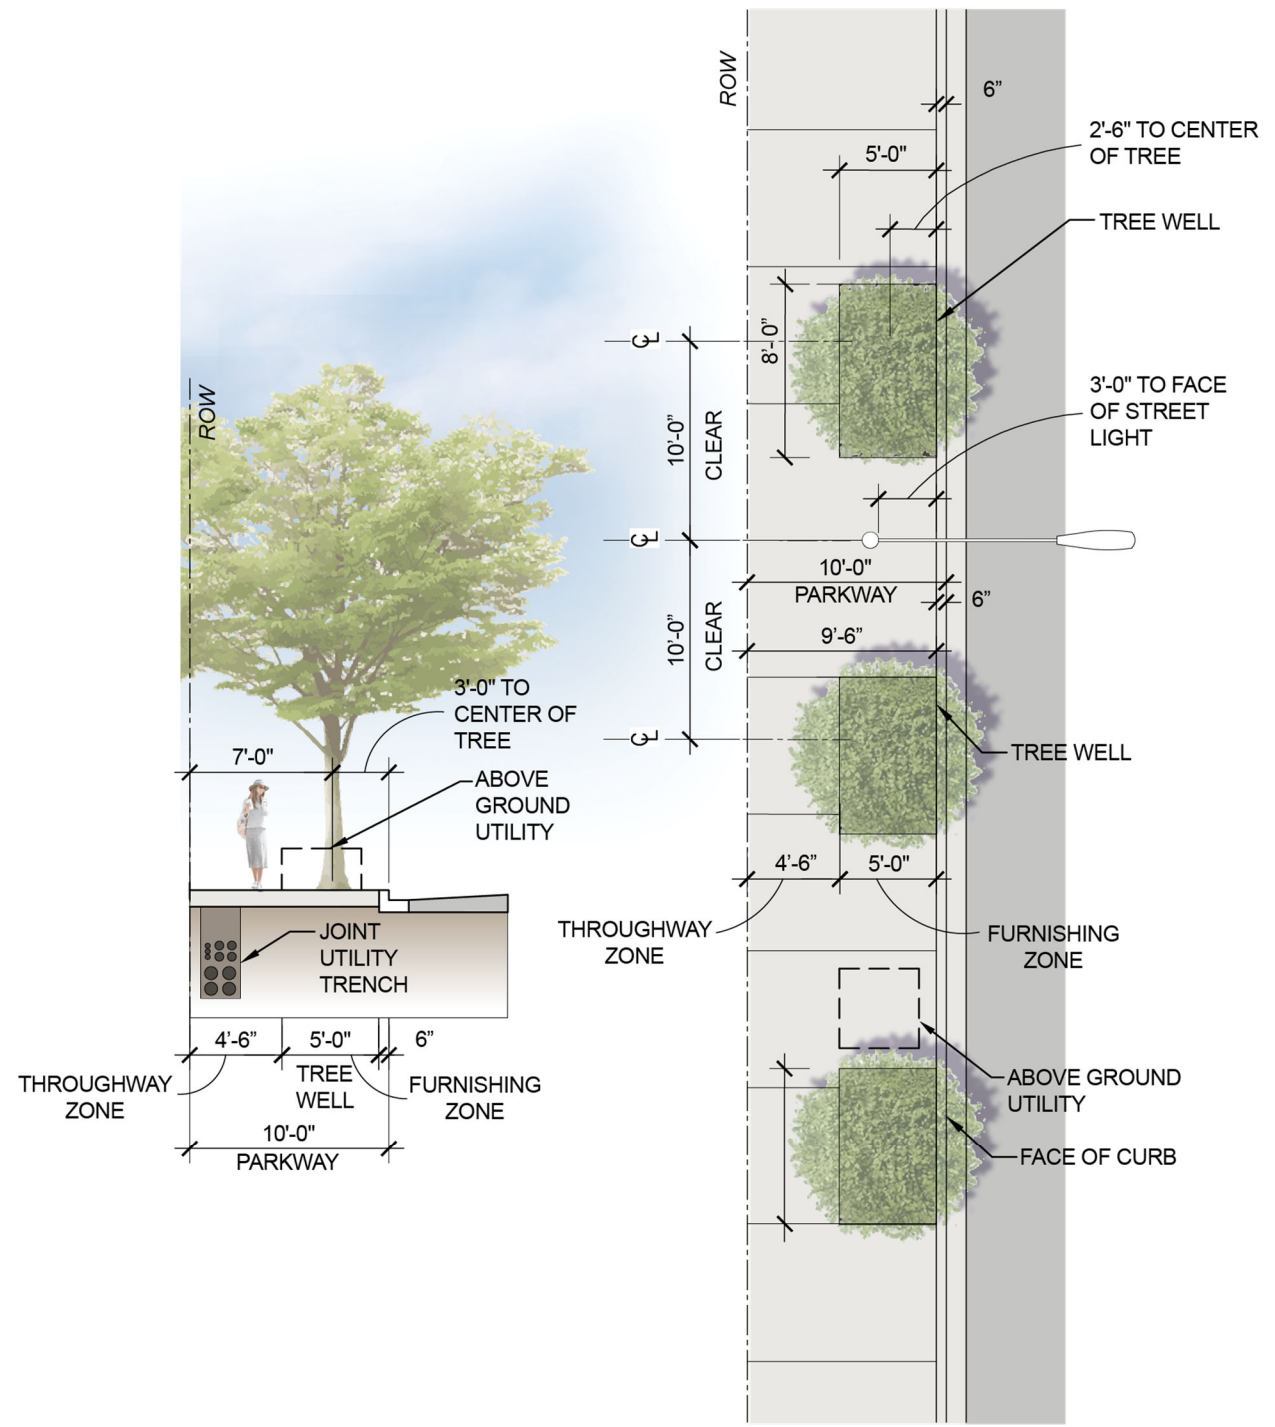 ROW
7'-0"
3'-0" TO
CENTER OF
TREE
ABOVE
GROUND
UTILITY
JOINT
UTILITY
TRENCH
4'-6"
5'-0"
6"
TREE
WELL
THROUGHWAY
ZONE
FURNISHING
ZONE
10'-0"
PARKWAY
ROW
6"
2'-6" TO CENTER
OF TREE
5'-0"
TREE WELL
CL
8'-0"
10'-0"
CLEAR
3'-0" TO FACE
OF STREET
LIGHT
CL
10'-0"
PARKWAY
6"
10'-0"
CLEAR
9'-6"
CL
TREE WELL
4'-6"
5'-0"
THROUGHWAY
ZONE
FURNISHING
ZONE
ABOVE GROUND
UTILITY
FACE OF CURB